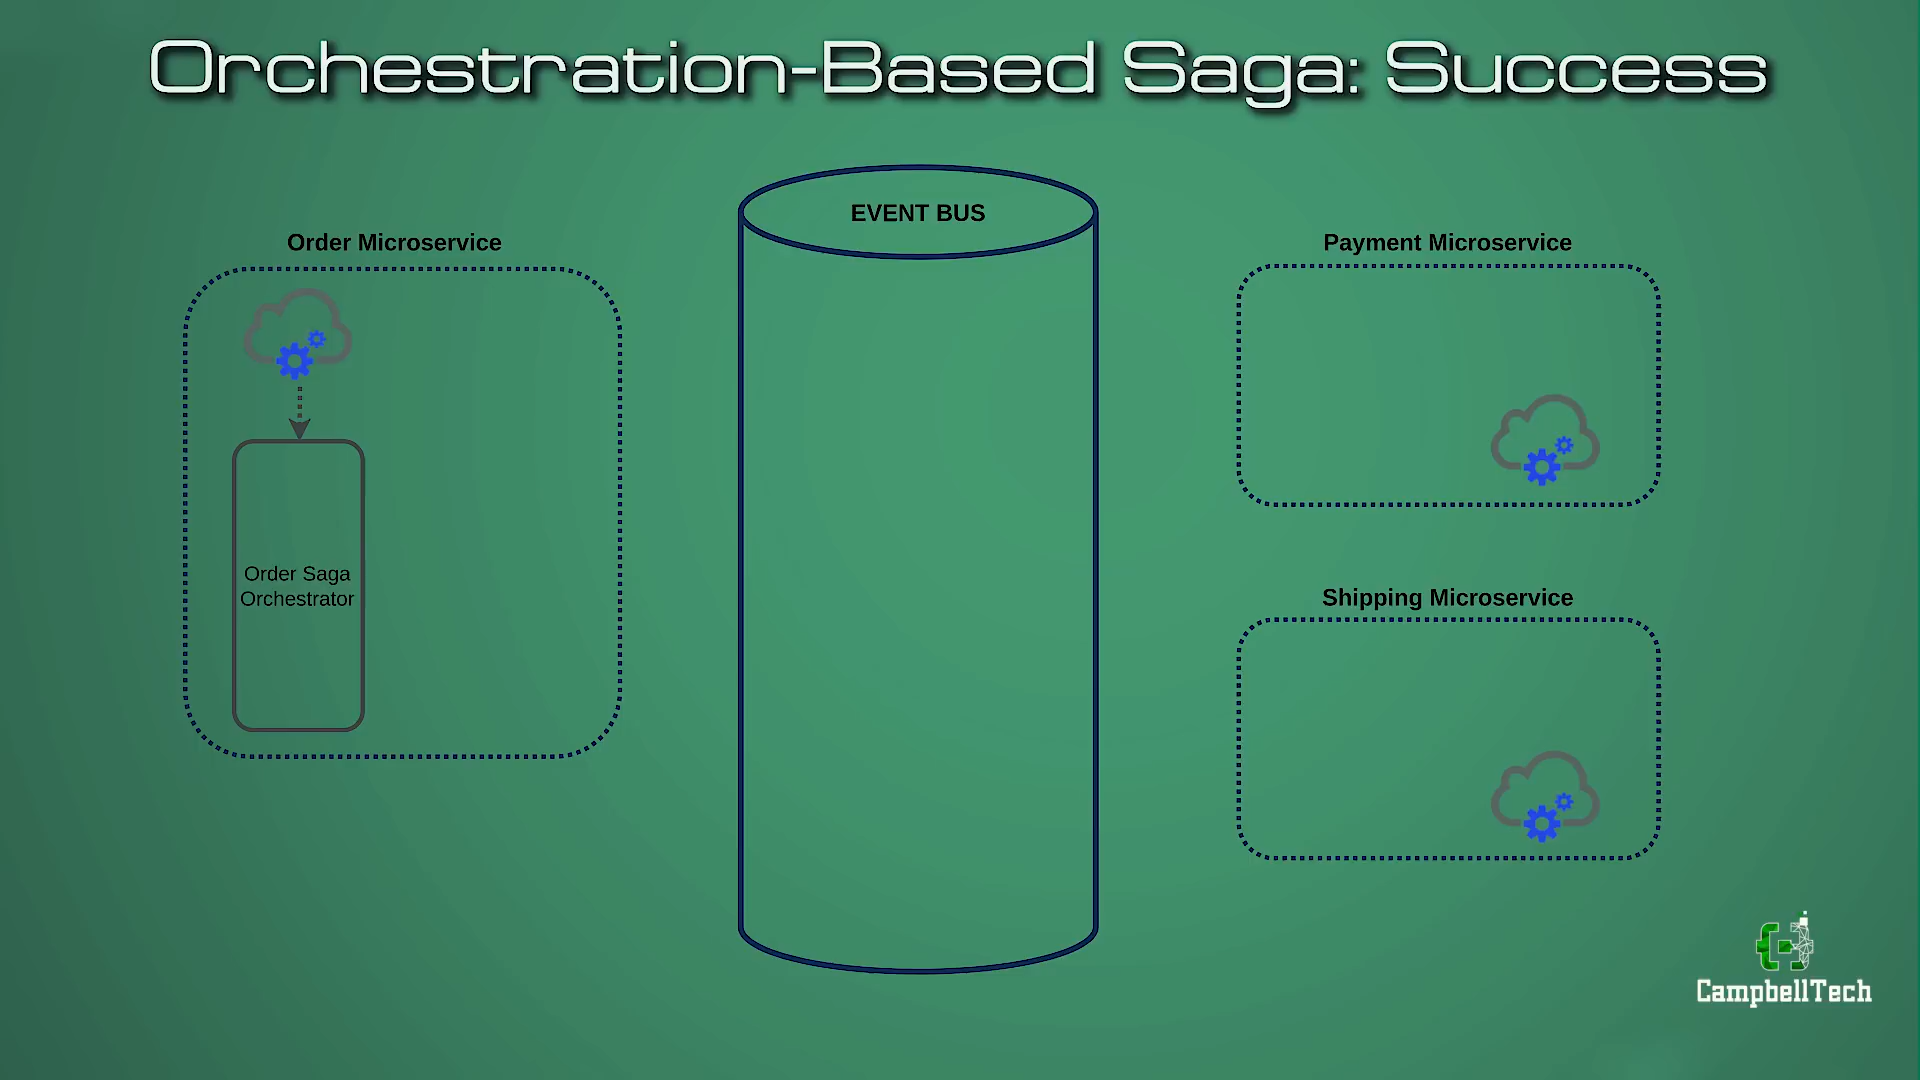 Orchestration-Based Saga: Success
EVENT BUS
Order Microservice
Payment Microservice
Order Saga
Orchestrator
Shipping Microservice
CampbellTech